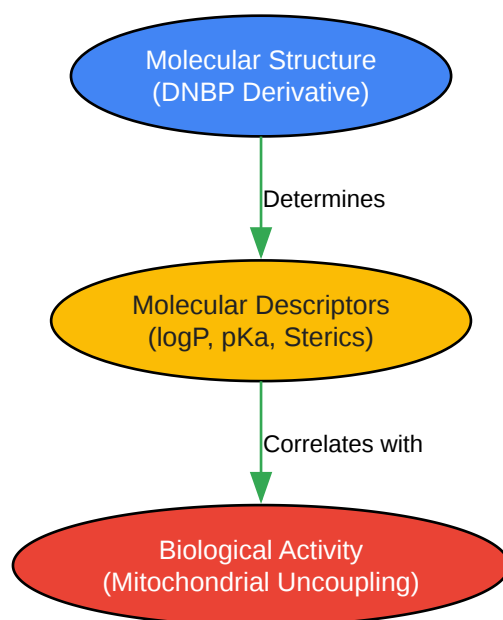 Molecular Structure
(DNBP Derivative)
Determines
Molecular Descriptors
(logP, pKa, Sterics)
Correlates with
Biological Activity
(Mitochondrial Uncoupling)